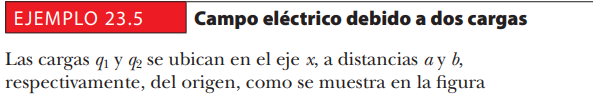 EJEMPLO 23.5 Campo eléctrico debido a dos cargas
Las cargas q₁ y q₂ se ubican en el eje x, a distancias a y b,
respectivamente, del origen, como se muestra en la figura